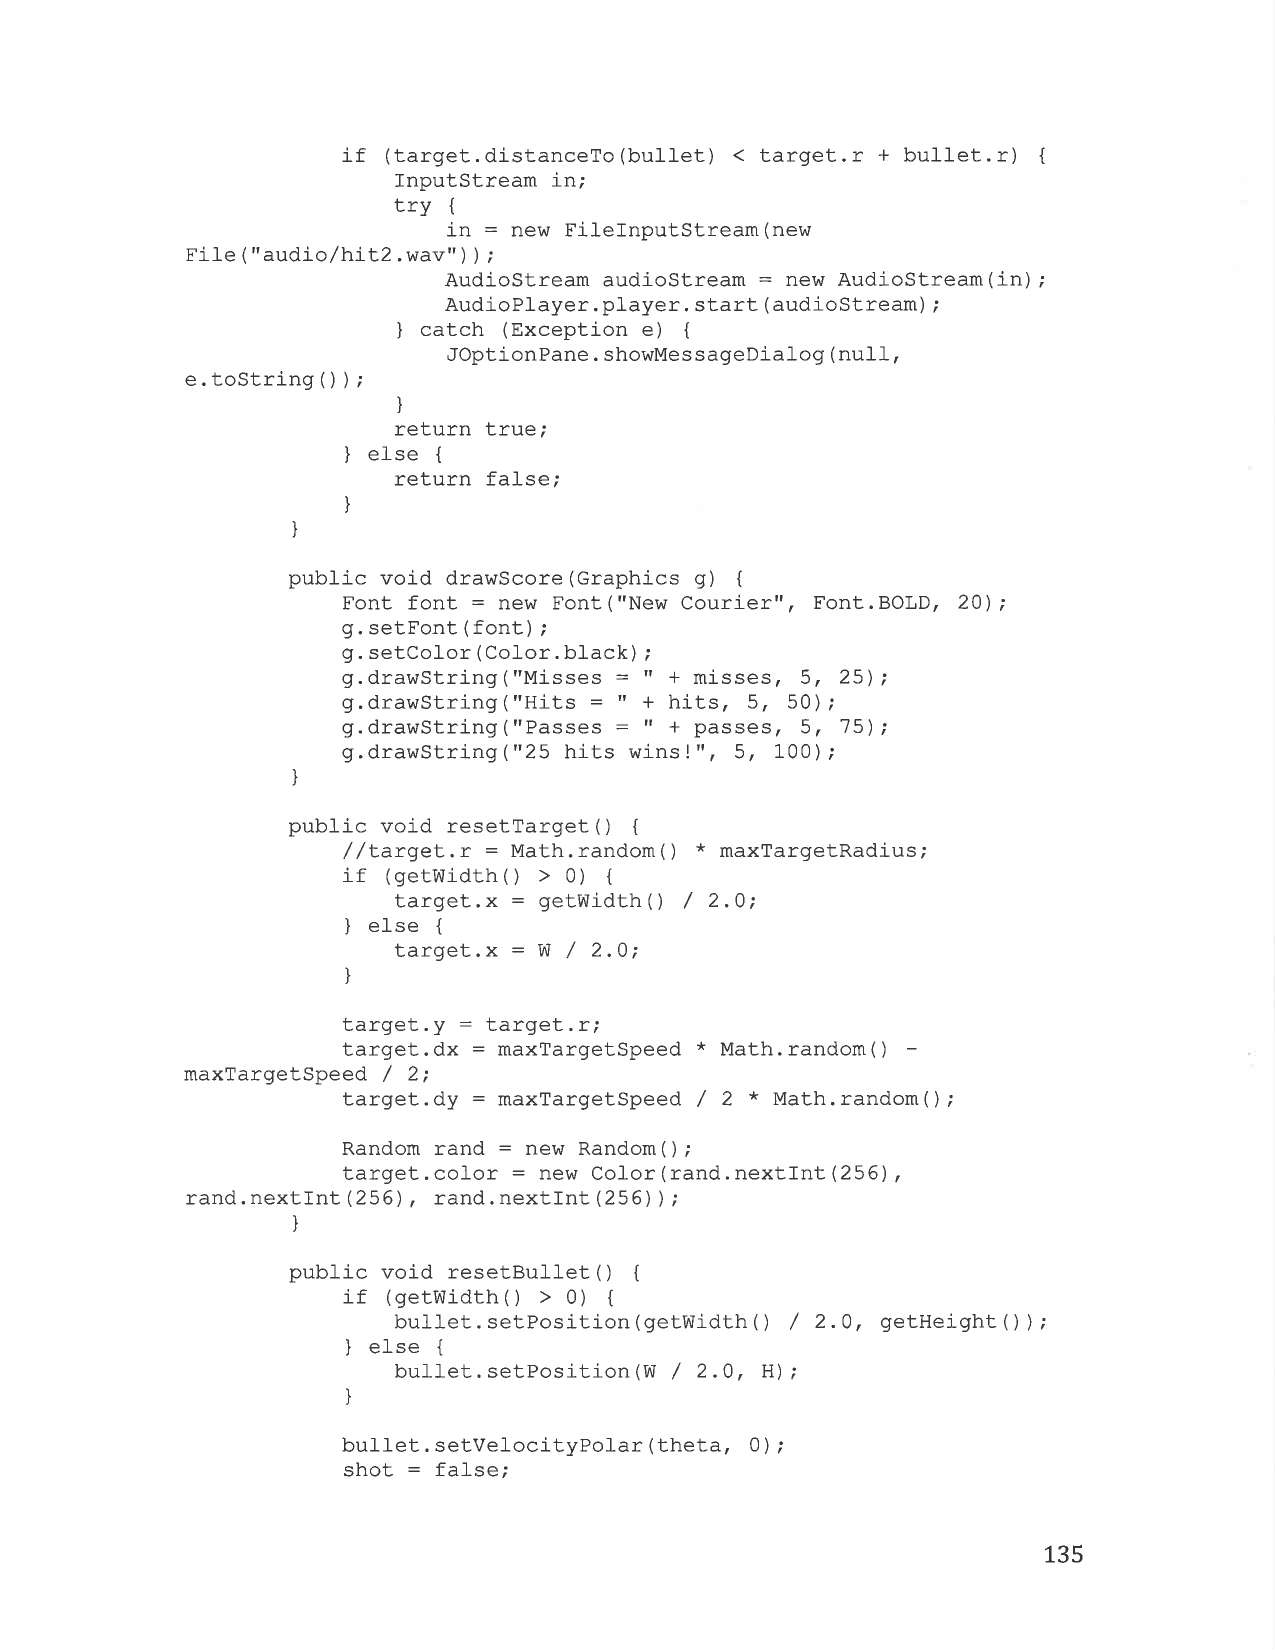 if (target.distanceTo(bullet) < target.r + bullet.r) {
InputStream in;
try {
in = new FileInputStream(new
File("audio/hit2.wav"));
AudioStream audioStream = new AudioStream(in);
AudioPlayer.player.start(audioStream);
} catch (Exception e) {
JOptionPane.showMessageDialog(null,
e.toString());
}
return true;
} else {
return false;
}
}
public void drawScore(Graphics g) {
Font font = new Font("New Courier", Font.BOLD, 20);
g.setFont(font);
g.setColor(Color.black);
g.drawString("Misses = " + misses, 5, 25);
g.drawString("Hits = " + hits, 5, 50);
g.drawString("Passes = " + passes, 5, 75);
g.drawString("25 hits wins!", 5, 100);
}
public void resetTarget() {
//target.r = Math.random() * maxTargetRadius;
if (getWidth() > 0) {
target.x = getWidth() / 2.0;
} else {
target.x = W / 2.0;
}
target.y = target.r;
target.dx = maxTargetSpeed * Math.random() -
maxTargetSpeed / 2;
target.dy = maxTargetSpeed / 2 * Math.random();
Random rand = new Random();
target.color = new Color(rand.nextInt(256),
rand.nextInt(256), rand.nextInt(256));
}
public void resetBullet() {
if (getWidth() > 0) {
bullet.setPosition(getWidth() / 2.0, getHeight());
} else {
bullet.setPosition(W / 2.0, H);
}
bullet.setVelocityPolar(theta, 0);
shot = false;
135